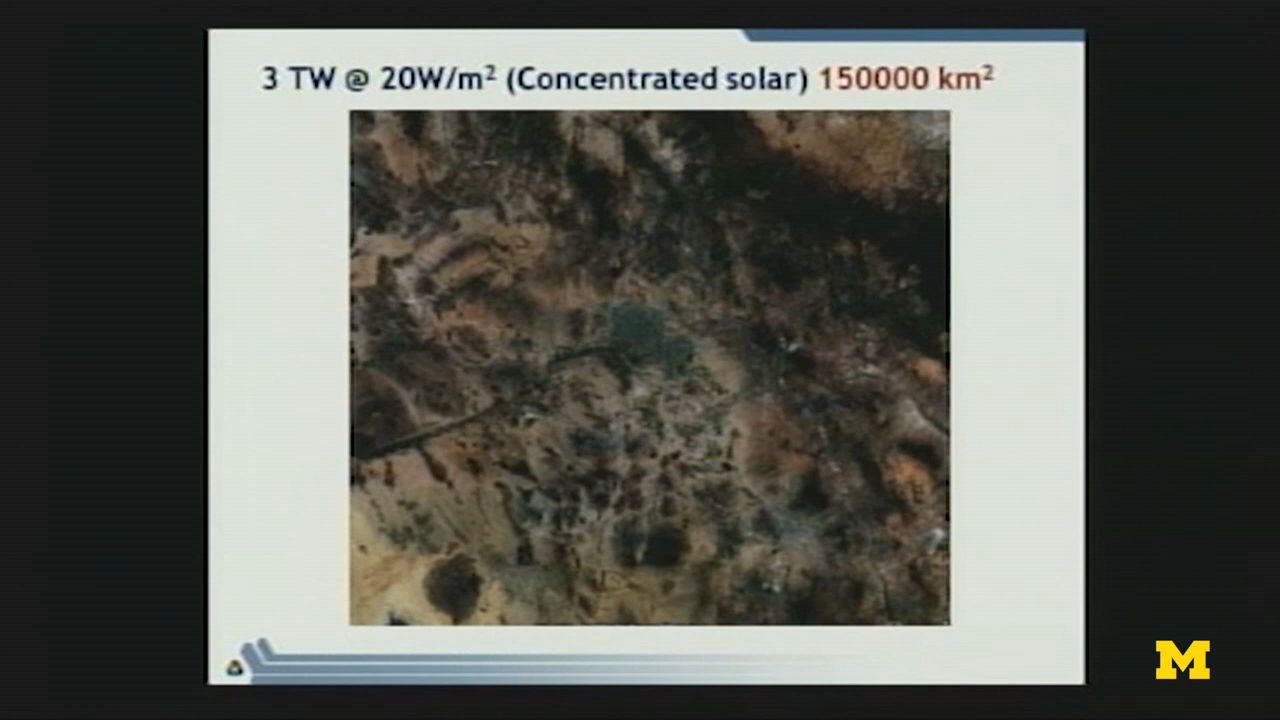 3 TW @ 20W/m² (Concentrated solar) 150000 km²
M